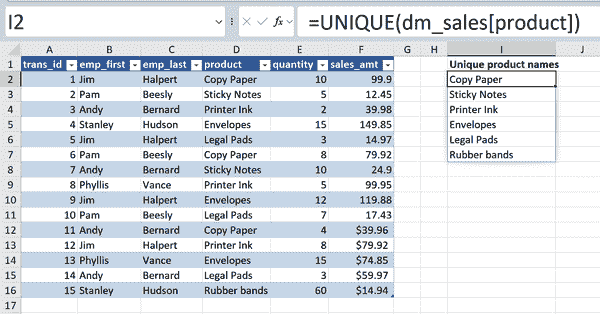 I2 fx =UNIQUE(dm_sales[product])
A B C D E F G H I J
1 trans_id emp_first emp_last product quantity sales_amt Unique product names
2 1 Jim Halpert Copy Paper 10 99.9 Copy Paper
3 2 Pam Beesly Sticky Notes 5 12.45 Sticky Notes
4 3 Andy Bernard Printer Ink 2 39.98 Printer Ink
5 4 Stanley Hudson Envelopes 15 149.85 Envelopes
6 5 Jim Halpert Legal Pads 3 14.97 Legal Pads
7 6 Pam Beesly Copy Paper 8 79.92 Rubber bands
8 7 Andy Bernard Sticky Notes 10 24.9
9 8 Phyllis Vance Printer Ink 5 99.95
10 9 Jim Halpert Envelopes 12 119.88
11 10 Pam Beesly Legal Pads 7 17.43
12 11 Andy Bernard Copy Paper 4 $39.96
13 12 Jim Halpert Printer Ink 8 $79.92
14 13 Phyllis Vance Envelopes 15 $74.85
15 14 Andy Bernard Legal Pads 3 $59.97
16 15 Stanley Hudson Rubber bands 60 $14.94
17